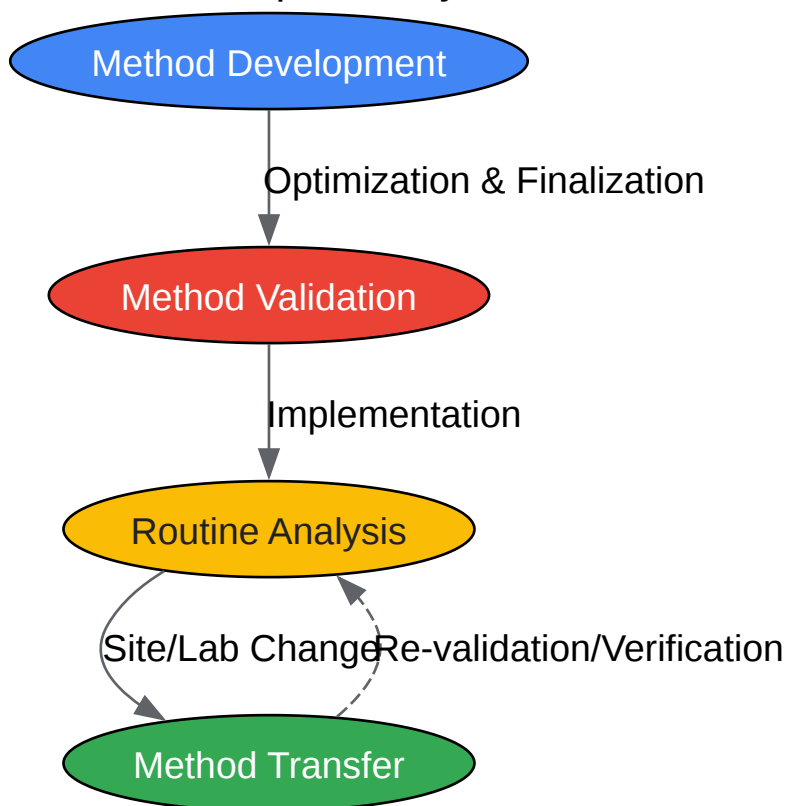 Method Development
Optimization & Finalization
Method Validation
Implementation
Routine Analysis
Site/Lab Change
Re-validation/Verification
Method Transfer